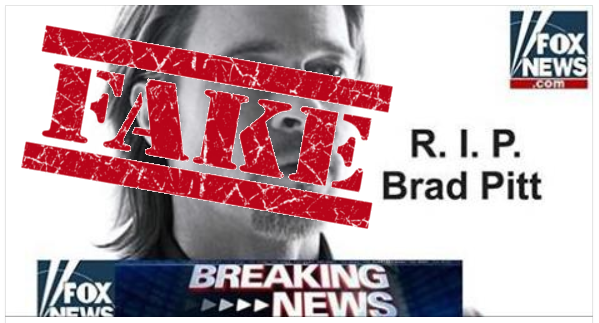 FOX
NEWS
.com
FAKE
R. I. P.
Brad Pitt
FOX
NEWS
BREAKING
NEWS